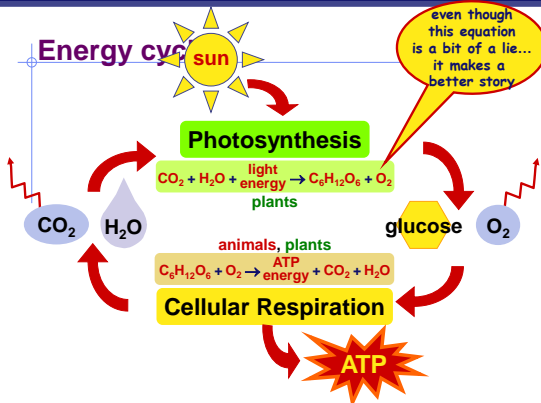 Energy cycl
sun
even though
this equation
is a bit of a lie...
it makes a
better story
Photosynthesis
CO₂ + H₂O + light energy → C₆H₁₂O₆ + O₂
plants
CO₂
H₂O
glucose
O₂
animals, plants
C₆H₁₂O₆ + O₂ → ATP energy + CO₂ + H₂O
Cellular Respiration
ATP